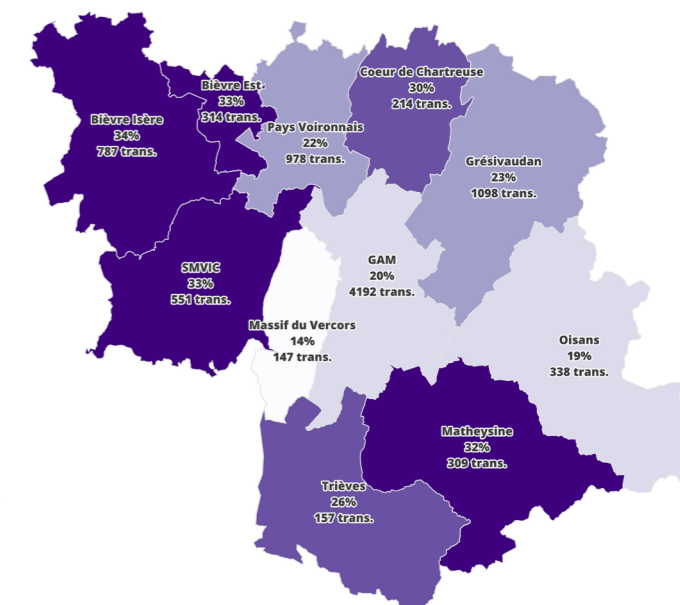 Coeur de Chartreuse
30%
214 trans.
Bièvre Est
33%
314 trans.
Bièvre Isère
34%
787 trans.
Pays Voironnais
22%
978 trans.
Grésivaudan
23%
1098 trans.
SMVIC
33%
551 trans.
GAM
20%
4192 trans.
Massif du Vercors
14%
147 trans.
Oisans
19%
338 trans.
Matheysine
32%
309 trans.
Trièves
26%
157 trans.